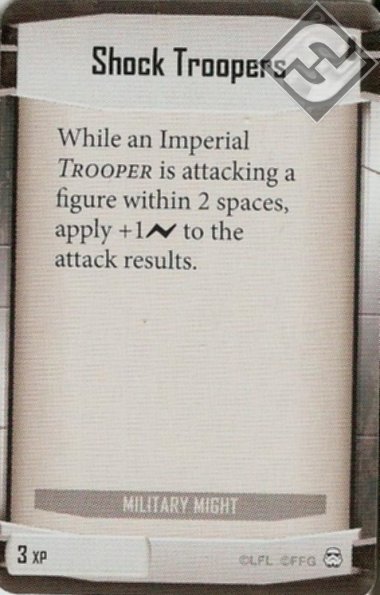 Shock Troopers
While an Imperial
TROOPER is attacking a
figure within 2 spaces,
apply +1 to the
attack results.
MILITARY MIGHT
3 XP
©LFL ©FFG